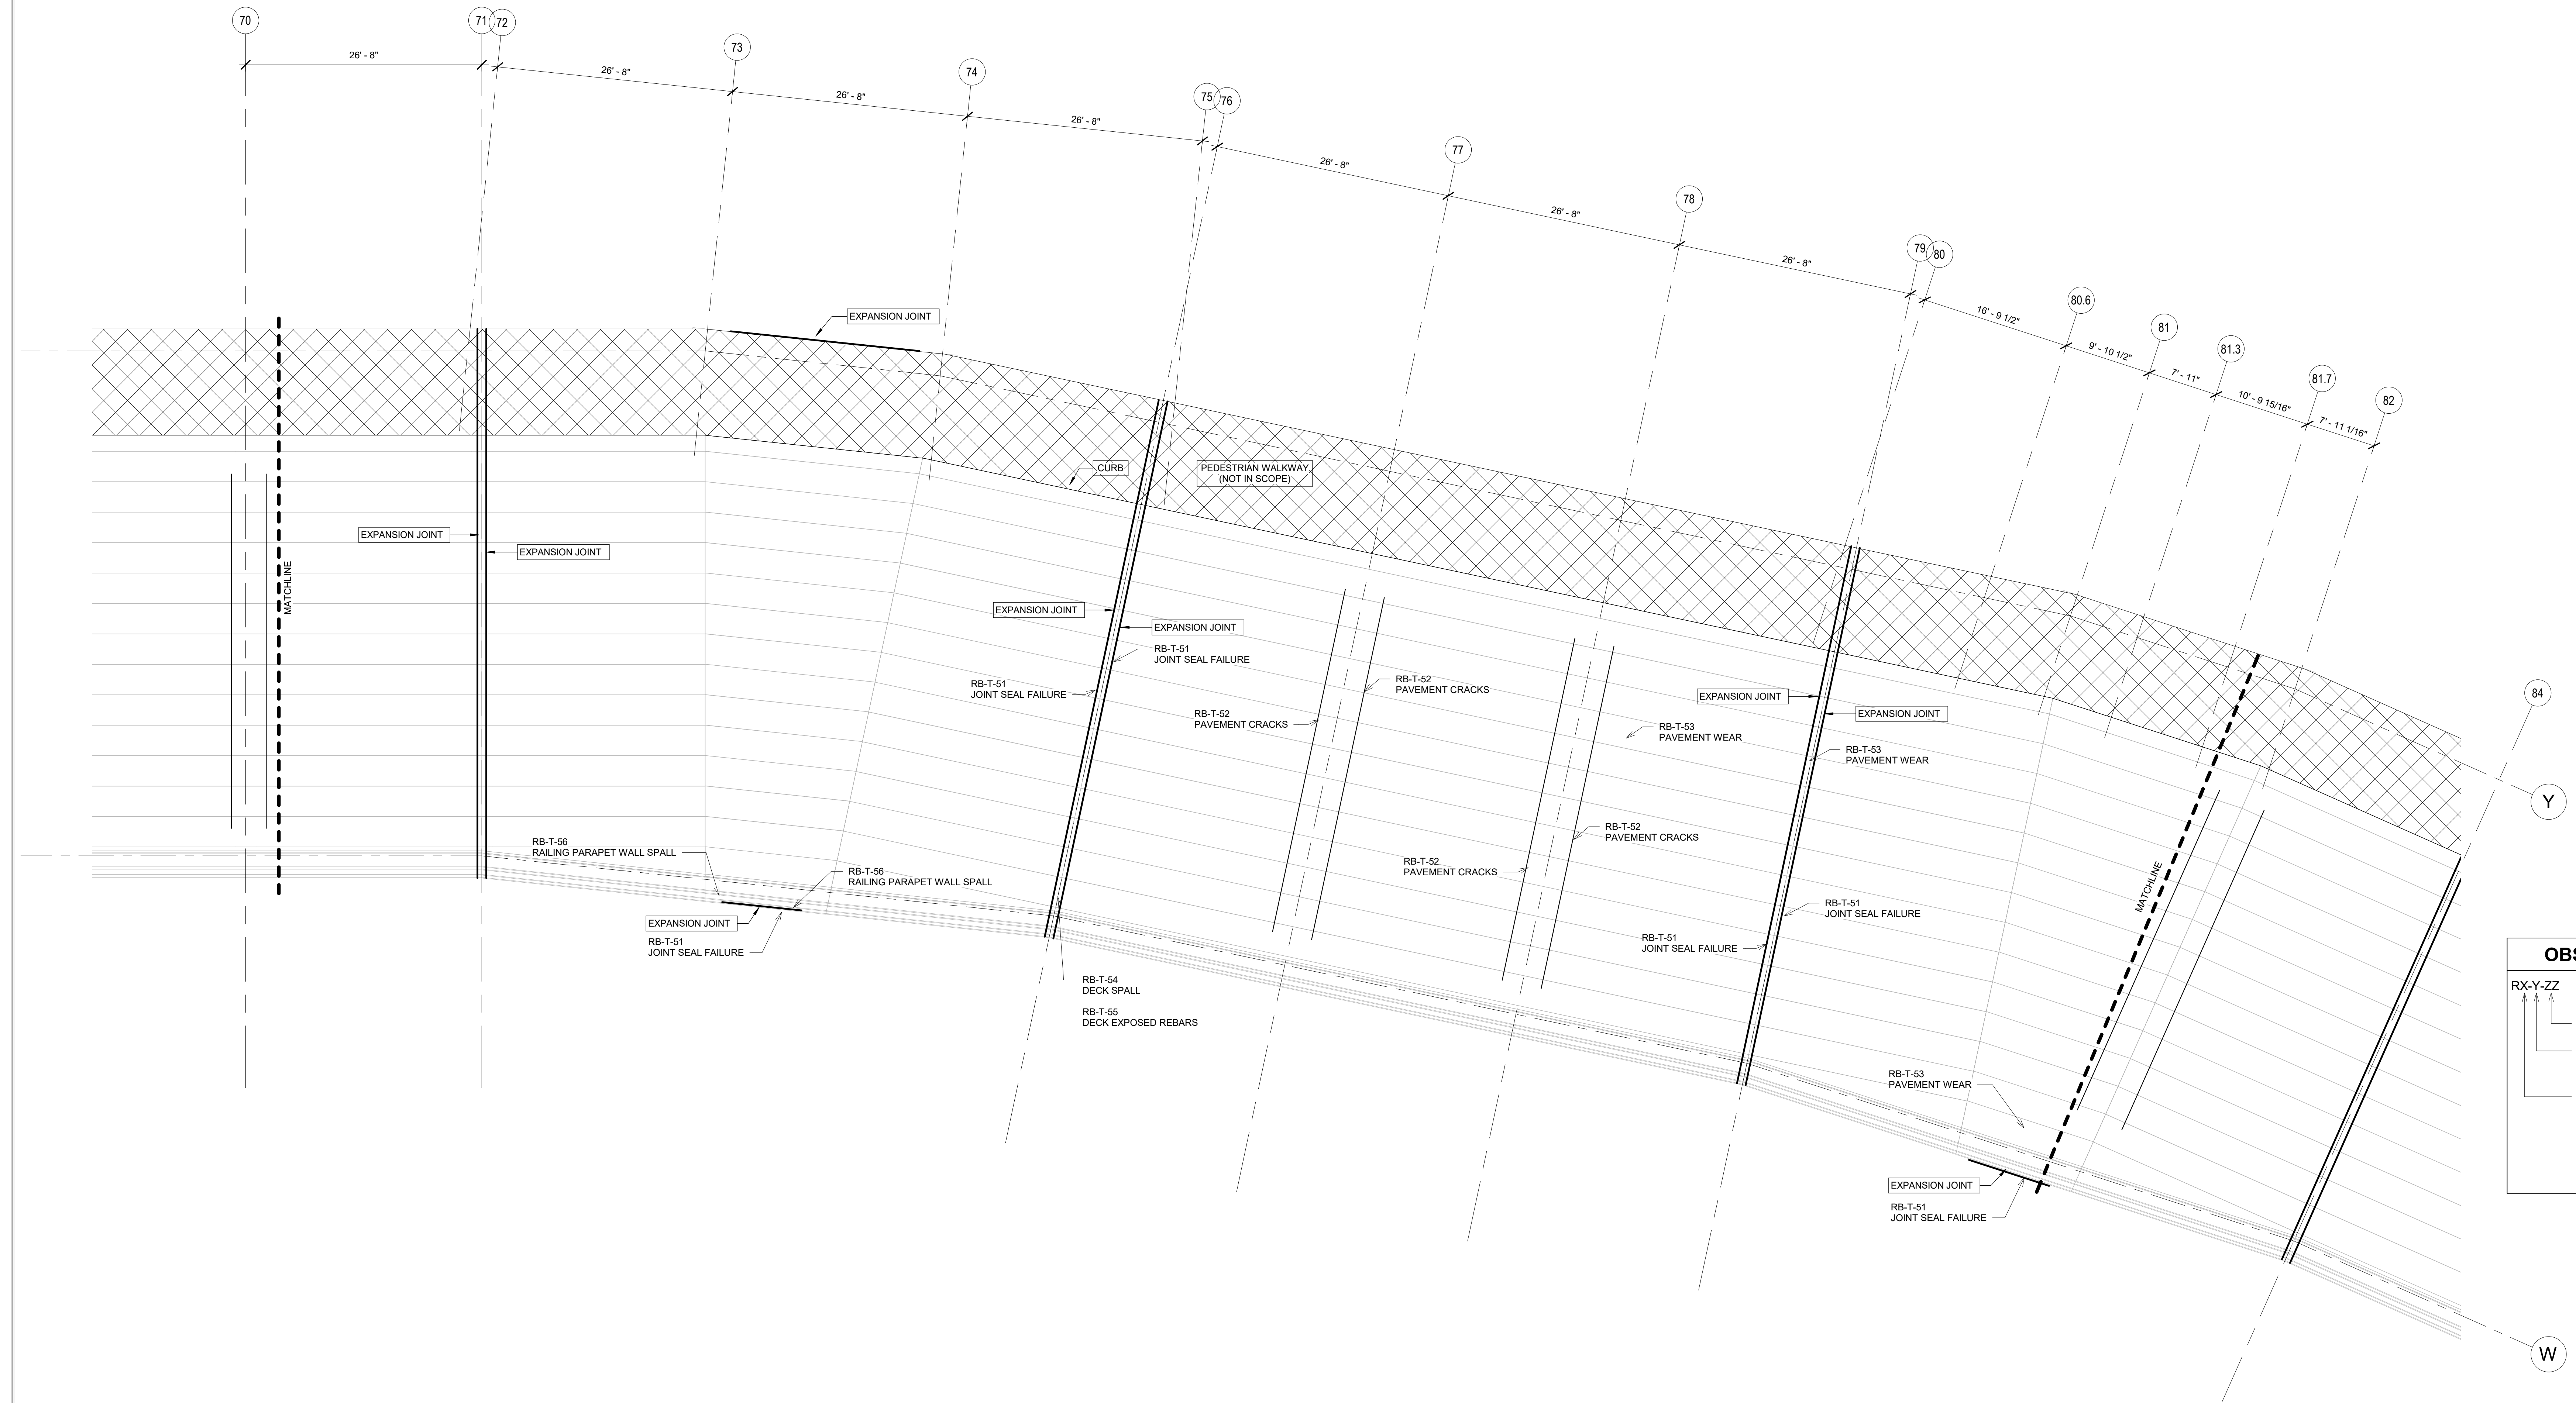 70
71
72
73
74
75
76
77
78
79
80
80.6
81
81.3
81.7
82
84
26' - 8"
26' - 8"
26' - 8"
26' - 8"
26' - 8"
26' - 8"
26' - 8"
16' - 9 1/2"
9' - 10 1/2"
7' - 11"
10' - 9 15/16"
7' - 11 1/16"
EXPANSION JOINT
CURB
PEDESTRIAN WALKWAY
(NOT IN SCOPE)
MATCHLINE
EXPANSION JOINT
EXPANSION JOINT
EXPANSION JOINT
EXPANSION JOINT
RB-T-51
JOINT SEAL FAILURE
RB-T-51
JOINT SEAL FAILURE
RB-T-52
PAVEMENT CRACKS
RB-T-52
PAVEMENT CRACKS
RB-T-53
PAVEMENT WEAR
EXPANSION JOINT
EXPANSION JOINT
RB-T-53
PAVEMENT WEAR
RB-T-52
PAVEMENT CRACKS
RB-T-52
PAVEMENT CRACKS
RB-T-56
RAILING PARAPET WALL SPALL
RB-T-56
RAILING PARAPET WALL SPALL
EXPANSION JOINT
RB-T-51
JOINT SEAL FAILURE
RB-T-54
DECK SPALL
RB-T-55
DECK EXPOSED REBARS
RB-T-51
JOINT SEAL FAILURE
RB-T-51
JOINT SEAL FAILURE
MATCHLINE
RB-T-53
PAVEMENT WEAR
EXPANSION JOINT
RB-T-51
JOINT SEAL FAILURE
Y
W
OBS
RX-Y-ZZ